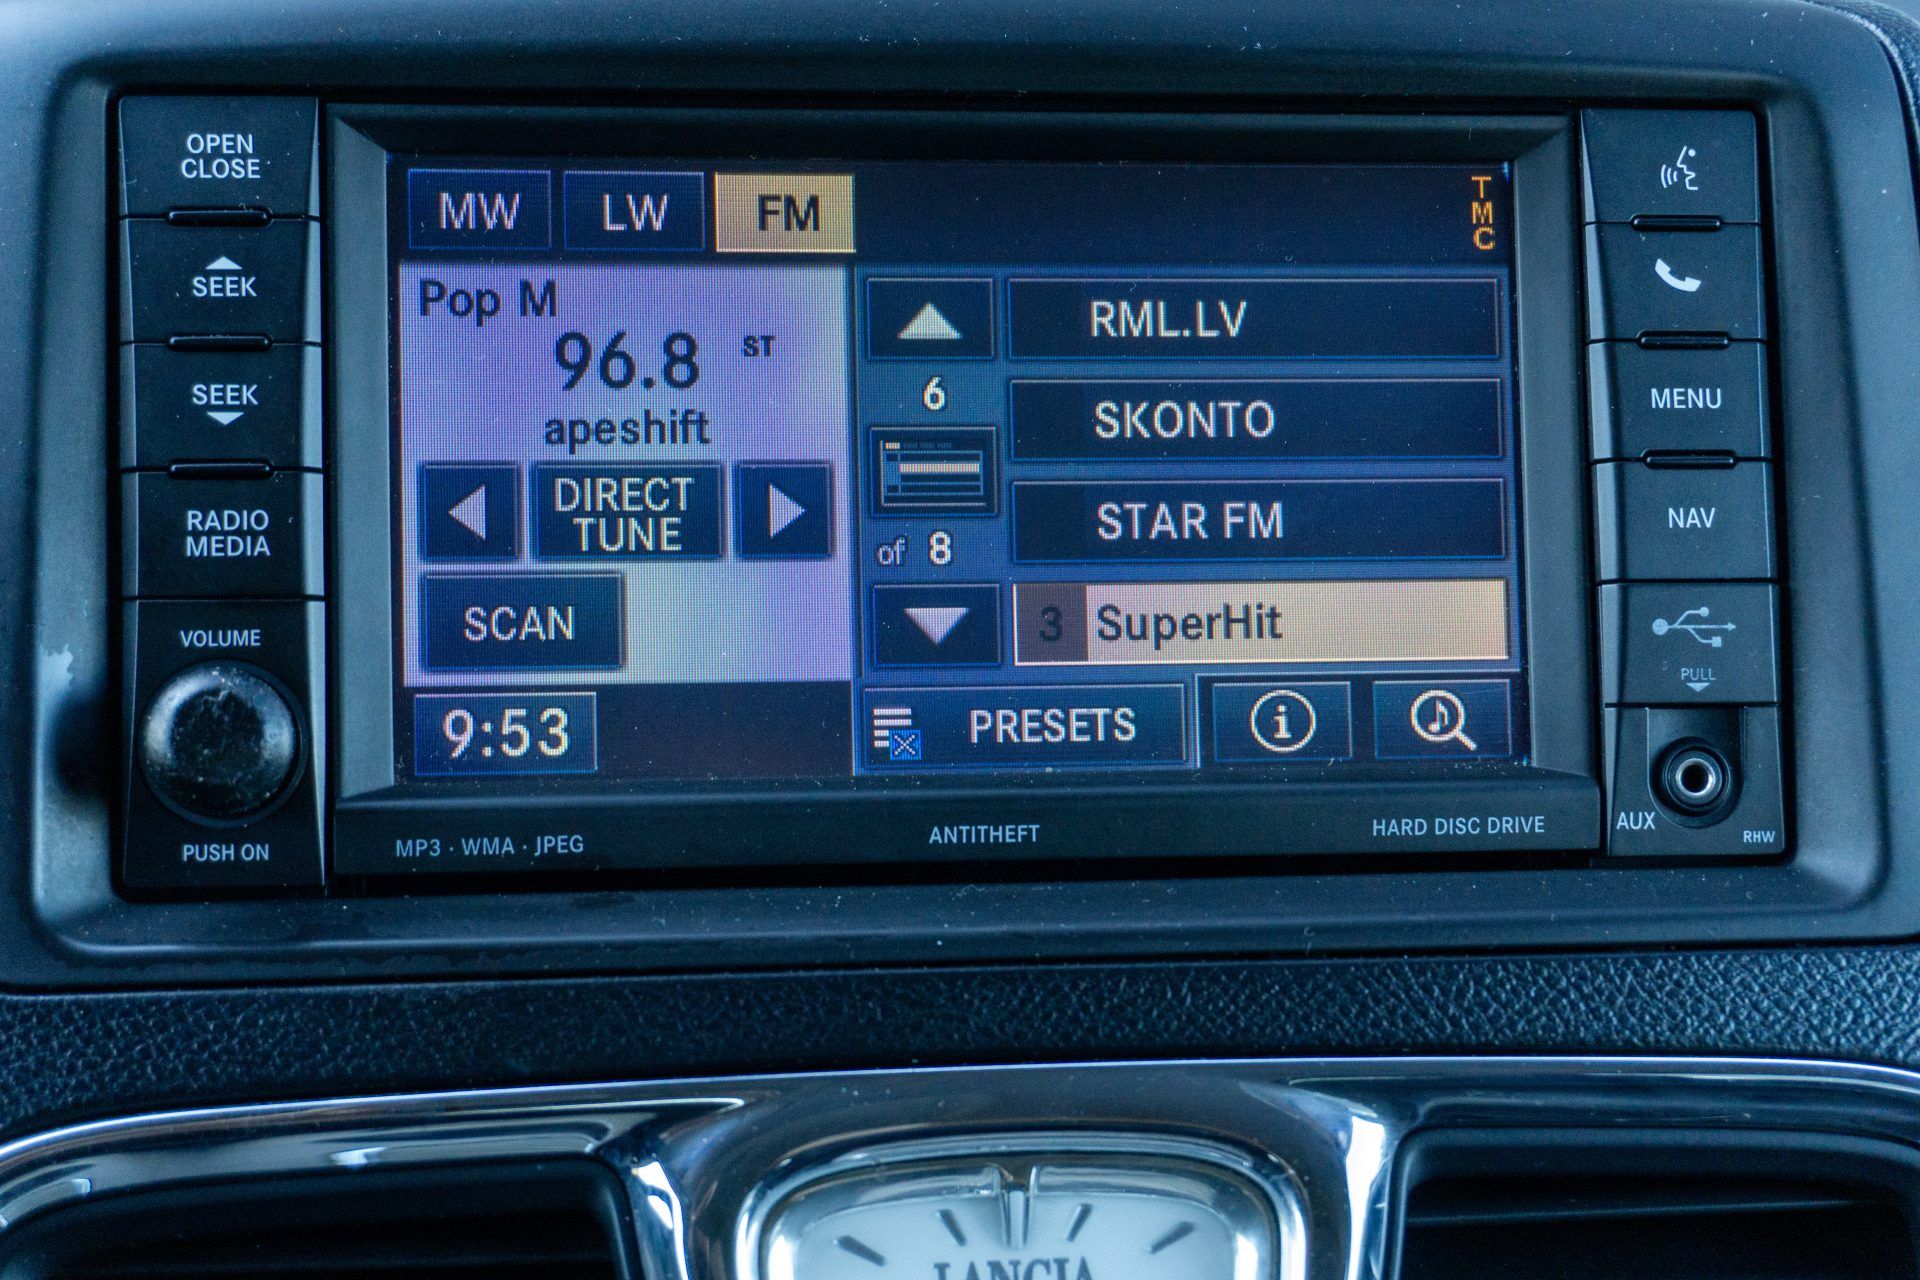 OPEN
CLOSE
SEEK
SEEK
RADIO
MEDIA
VOLUME
PUSH ON
MW
LW
FM
TMC
Pop M
96.8 ST
apeshift
DIRECT
TUNE
SCAN
9:53
6
of 8
RML.LV
SKONTO
STAR FM
3 SuperHit
PRESETS
i
MP3 · WMA · JPEG
ANTITHEFT
HARD DISC DRIVE
MENU
NAV
PULL
AUX
RHW
LANCIA